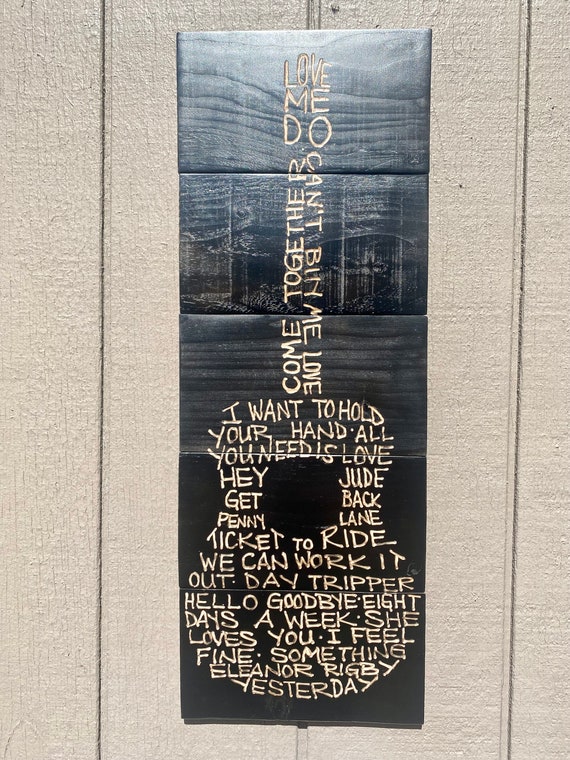 LOVE
ME
DO
COME TOGETHER ·
CAN'T BIN ME LOVE
I WANT TO HOLD
YOUR HAND · ALL
YOU NEED IS LOVE
HEY JUDE
GET BACK
PENNY LANE
TICKET TO RIDE
WE CAN WORK IT
OUT · DAY TRIPPER
HELLO GOODBYE · EIGHT
DAYS A WEEK · SHE
LOVES YOU · I FEEL
FINE · SOMETHING
ELEANOR RIGBY
YESTERDAY